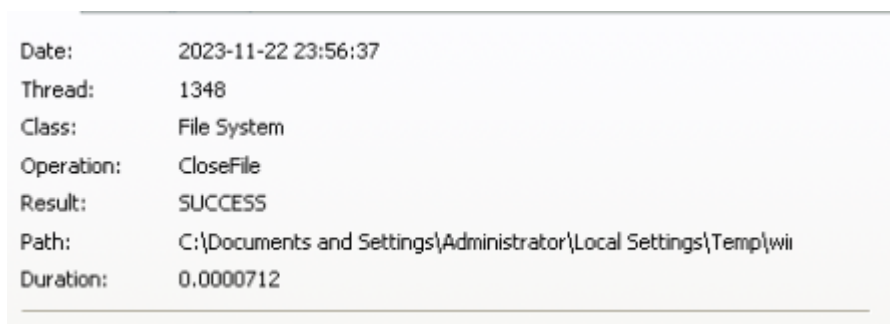 Date: 2023-11-22 23:56:37
Thread: 1348
Class: File System
Operation: CloseFile
Result: SUCCESS
Path: C:\Documents and Settings\Administrator\Local Settings\Temp\wi
Duration: 0.0000712